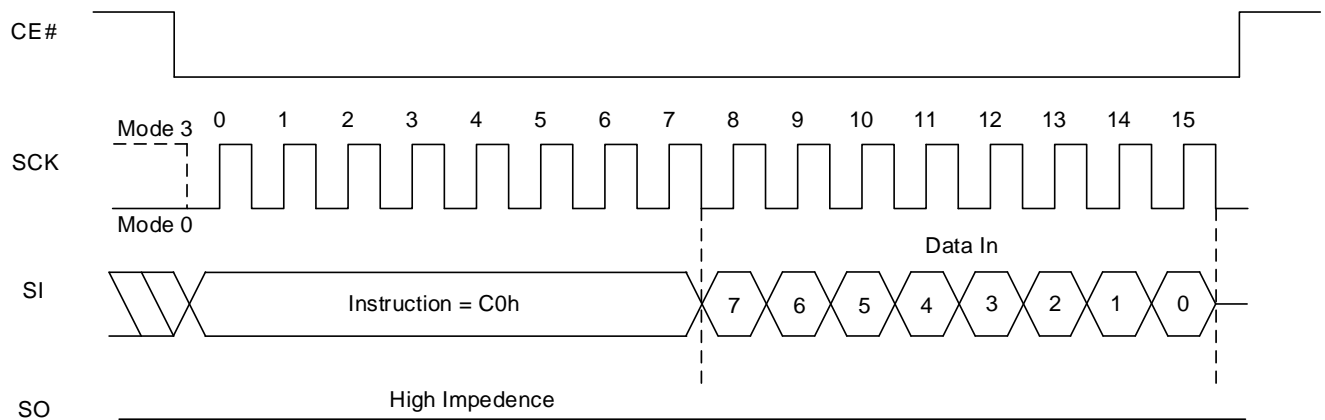 CE#
Mode 3
0 1 2 3 4 5 6 7 8 9 10 11 12 13 14 15
SCK
Mode 0
Data In
SI
Instruction = C0h
7 6 5 4 3 2 1 0
High Impedence
SO